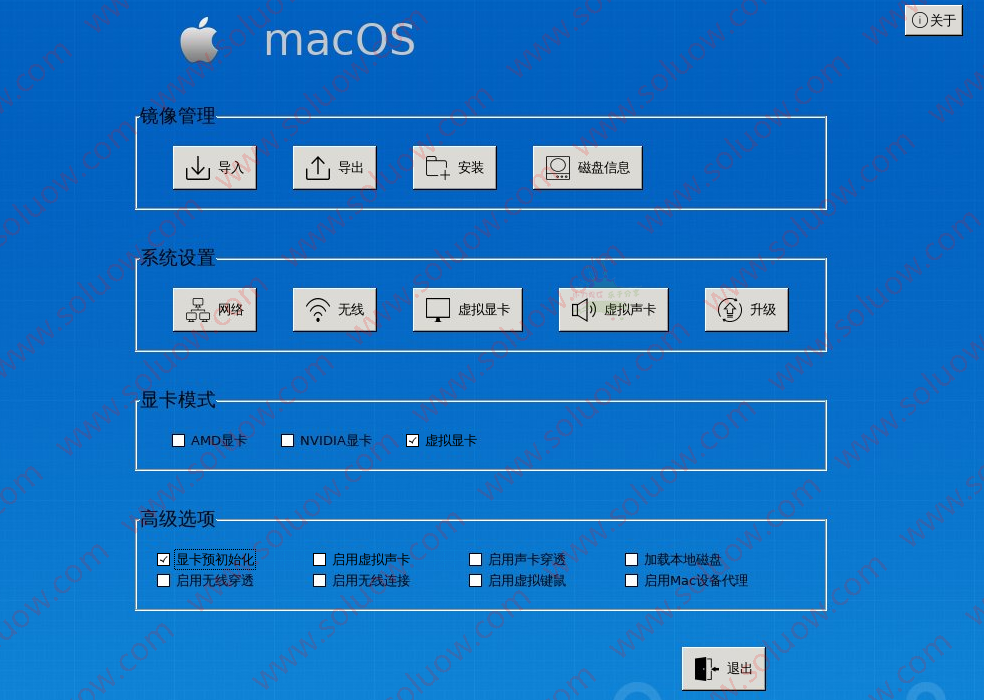 macOS
关于
镜像管理
导入 导出 安装 磁盘信息
系统设置
网络 无线 虚拟显卡 虚拟声卡 升级
显卡模式
AMD显卡 NVIDIA显卡 虚拟显卡
高级选项
显卡预初始化 启用虚拟声卡 启用声卡穿透 加载本地磁盘
启用无线穿透 启用无线连接 启用虚拟键鼠 启用Mac设备代理
退出
www.soluow.com